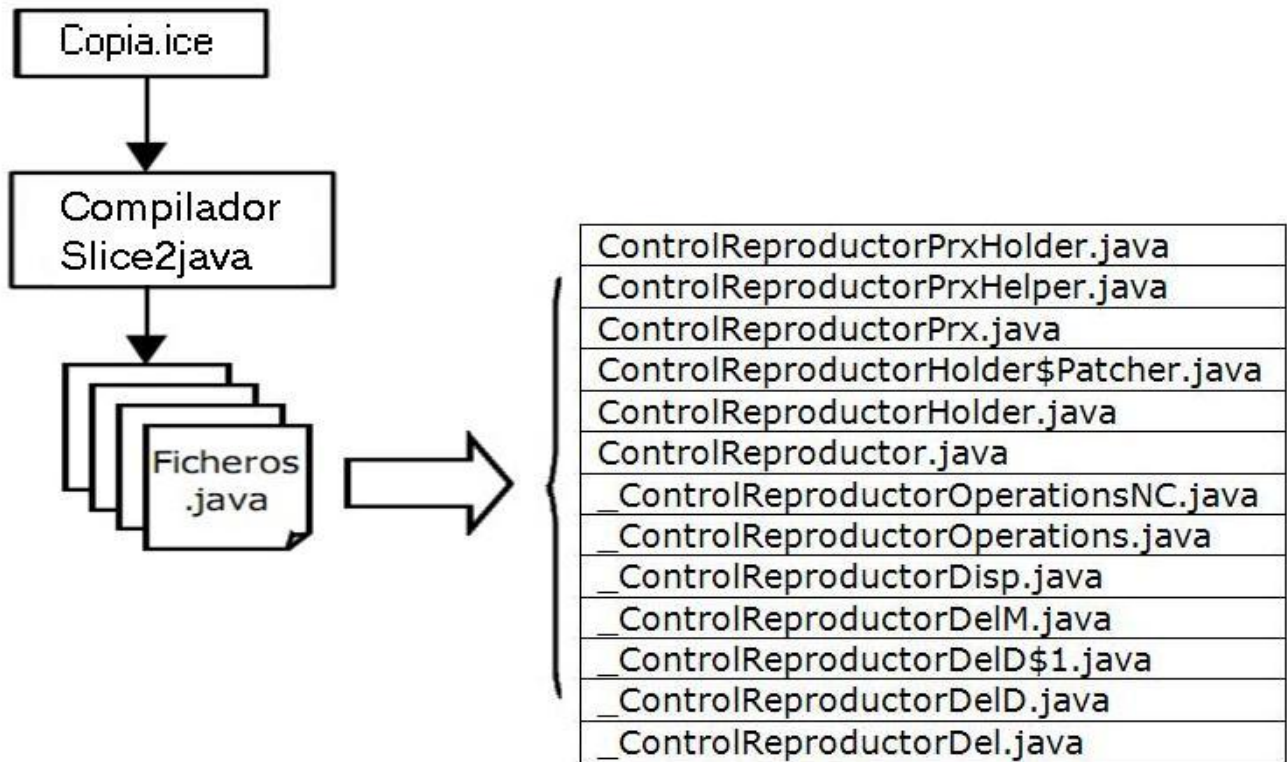 Copia.ice
Compilador
Slice2java
Ficheros
.java
ControlReproductorPrxHolder.java
ControlReproductorPrxHelper.java
ControlReproductorPrx.java
ControlReproductorHolder$Patcher.java
ControlReproductorHolder.java
ControlReproductor.java
_ControlReproductorOperationsNC.java
_ControlReproductorOperations.java
_ControlReproductorDisp.java
_ControlReproductorDelM.java
_ControlReproductorDelD$1.java
_ControlReproductorDelD.java
_ControlReproductorDel.java